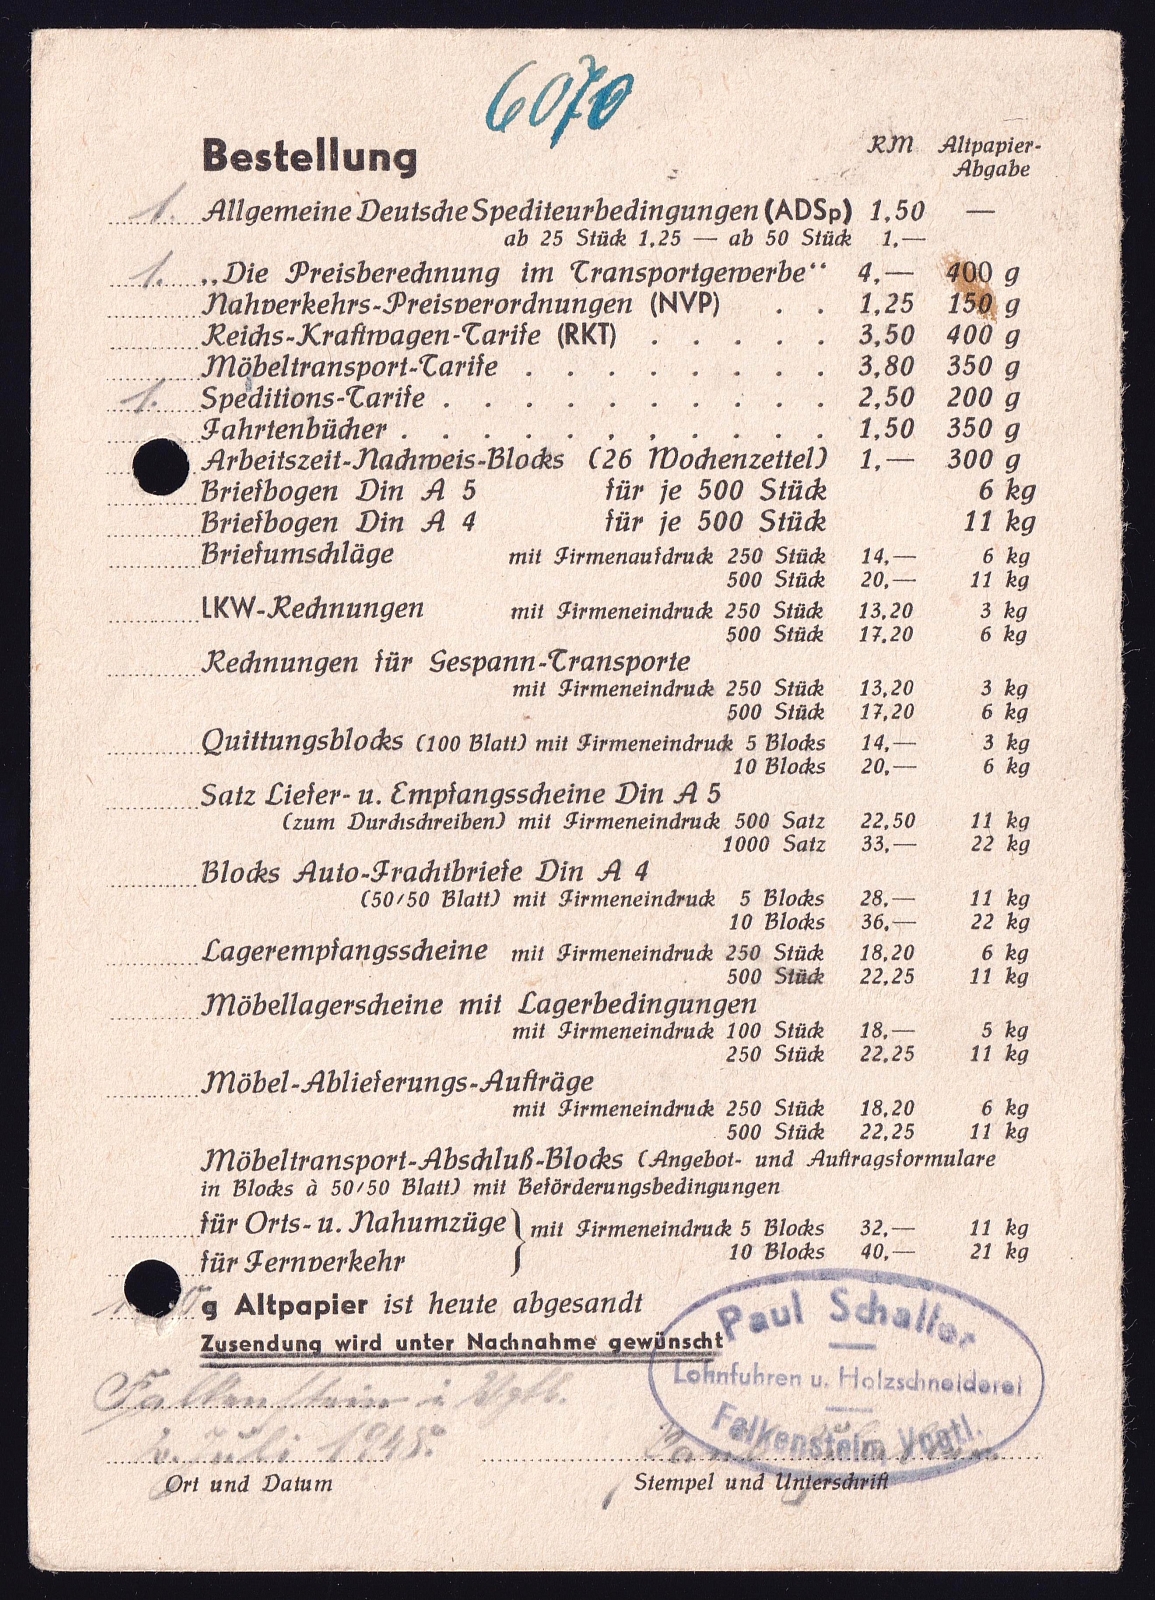 6070
Bestellung RM Altpapier-
Abgabe
1. Allgemeine Deutsche Spediteurbedingungen (ADSp) 1,50 —
ab 25 Stück 1,25 — ab 50 Stück 1,—
1. „Die Preisberechnung im Transportgewerbe“ 4,— 400 g
Nahverkehrs-Preisverordnungen (NVP) . . 1,25 150 g
Reichs-Kraftwagen-Tarife (RKT) . . . . . 3,50 400 g
Möbeltransport-Tarife . . . . . . . . 3,80 350 g
1. Speditions-Tarife . . . . . . . . . . 2,50 200 g
Fahrtenbücher . . . . . . . . . . . 1,50 350 g
Arbeitszeit-Nachweis-Blocks (26 Wochenzettel) 1,— 300 g
Briefbogen Din A 5 für je 500 Stück 6 kg
Briefbogen Din A 4 für je 500 Stück 11 kg
Briefumschläge mit Firmenaufdruck 250 Stück 14,— 6 kg
500 Stück 20,— 11 kg
LKW-Rechnungen mit Firmeneindruck 250 Stück 13,20 3 kg
500 Stück 17,20 6 kg
Rechnungen für Gespann-Transporte
mit Firmeneindruck 250 Stück 13,20 3 kg
500 Stück 17,20 6 kg
Quittungsblocks (100 Blatt) mit Firmeneindruck 5 Blocks 14,— 3 kg
10 Blocks 20,— 6 kg
Satz Liefer- u. Empfangsscheine Din A 5
(zum Durchschreiben) mit Firmeneindruck 500 Satz 22,50 11 kg
1000 Satz 33,— 22 kg
Blocks Auto-Frachtbriefe Din A 4
(50/50 Blatt) mit Firmeneindruck 5 Blocks 28,— 11 kg
10 Blocks 36,— 22 kg
Lagerempfangsscheine mit Firmeneindruck 250 Stück 18,20 6 kg
500 Stück 22,25 11 kg
Möbellagerscheine mit Lagerbedingungen
mit Firmeneindruck 100 Stück 18,— 5 kg
250 Stück 22,25 11 kg
Möbel-Ablieferungs-Aufträge
mit Firmeneindruck 250 Stück 18,20 6 kg
500 Stück 22,25 11 kg
Möbeltransport-Abschluß-Blocks (Angebot- und Auftragsformulare
in Blocks à 50/50 Blatt) mit Beförderungsbedingungen
für Orts- u. Nahumzüge } mit Firmeneindruck 5 Blocks 32,— 11 kg
für Fernverkehr 10 Blocks 40,— 21 kg
g Altpapier ist heute abgesandt
Zusendung wird unter Nachnahme gewünscht
Paul Schaller
Lohnfuhren u. Holzschneiderei
Falkenstein Vogtl.
Falkenstein i. Vgtl.
Juli 1948.
Ort und Datum Stempel und Unterschrift